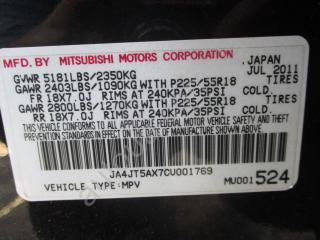 MFD. BY MITSUBISHI MOTORS CORPORATION JAPAN
GVWR 5181LBS/2350KG JUL 2011
GAWR 2403LBS/1090KG WITH P225/55R18 TIRES
FR 18X7.0J RIMS AT 240KPA/35PSI COLD.
GAWR 2800LBS/1270KG WITH P225/55R18 TIRES
RR 18X7.0J RIMS AT 240KPA/35PSI COLD.
THIS VEHICLE CONFORMS TO ALL APPLICABLE
FEDERAL MOTOR VEHICLE SAFETY AND THEFT
PREVENTION STANDARDS IN EFFECT ON THE DATE
OF MANUFACTURE SHOWN ABOVE.
JA4JT5AX7CU001769
VEHICLE TYPE:MPV MU001524